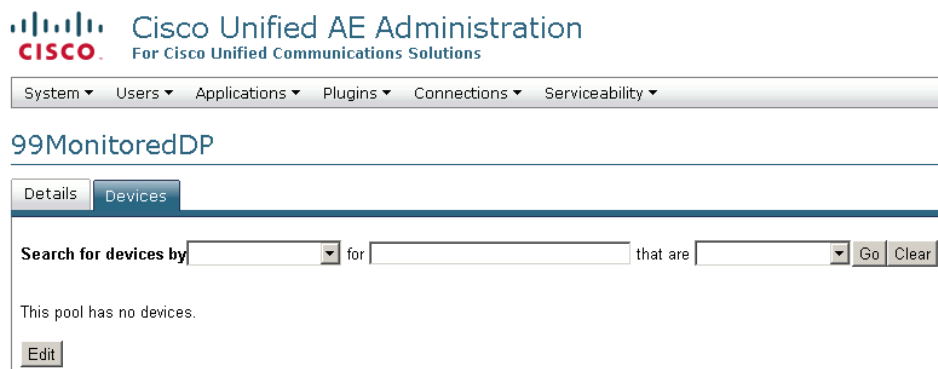 CISCO.
Cisco Unified AE Administration
For Cisco Unified Communications Solutions
System Users Applications Plugins Connections Serviceability
99MonitoredDP
Details Devices
Search for devices by for that are Go Clear
This pool has no devices.
Edit